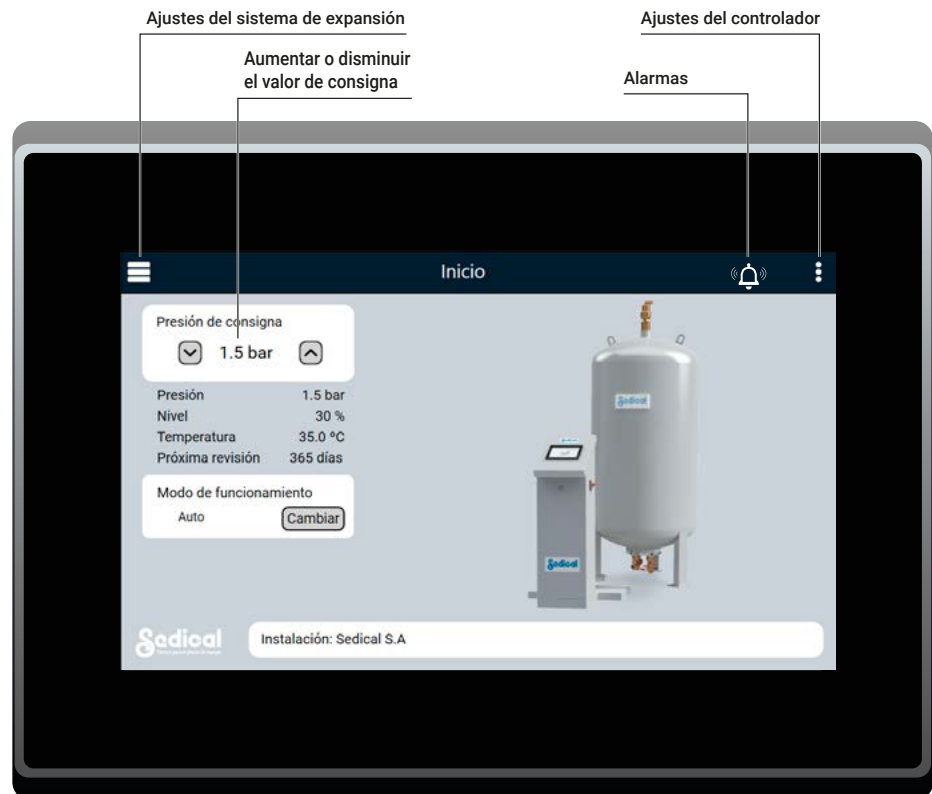 Ajustes del sistema de expansión
Ajustes del controlador
Aumentar o disminuir
el valor de consigna
Alarmas
Inicio
Presión de consigna
1.5 bar
Presión 1.5 bar
Nivel 30 %
Temperatura 35.0 ºC
Próxima revisión 365 días
Modo de funcionamiento
Auto Cambiar
Sedical
Sedical
Sedical
Instalación: Sedical S.A